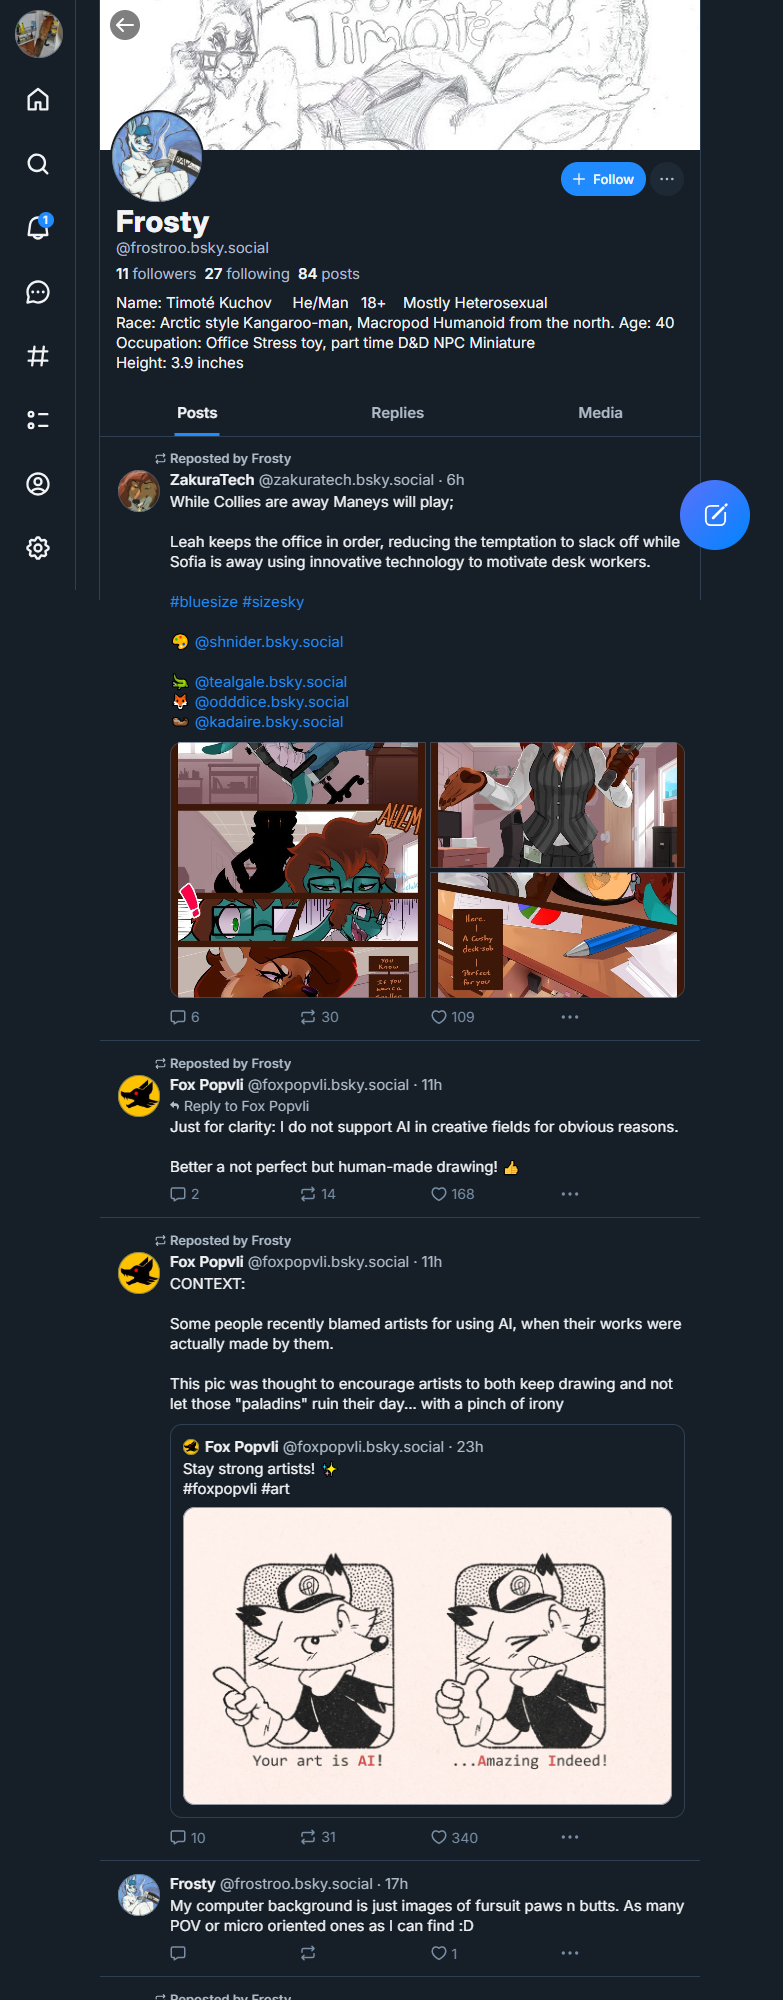 Timoté
Follow
1
Frosty
@frostroo.bsky.social
11 followers 27 following 84 posts
Name: Timoté Kuchov He/Man 18+ Mostly Heterosexual
Race: Arctic style Kangaroo-man, Macropod Humanoid from the north. Age: 40
Occupation: Office Stress toy, part time D&D NPC Miniature
Height: 3.9 inches
Posts Replies Media
Reposted by Frosty
ZakuraTech @zakuratech.bsky.social · 6h
While Collies are away Maneys will play;
Leah keeps the office in order, reducing the temptation to slack off while
Sofia is away using innovative technology to motivate desk workers.
#bluesize #sizesky
🎨 @shnider.bsky.social
🐊 @tealgale.bsky.social
🦊 @odddice.bsky.social
🦦 @kadaire.bsky.social
AHEM
You
Know
If You
Here.
A Cushy
desk-job
Perfect
for you
6 30 109
Reposted by Frosty
Fox Popvli @foxpopvli.bsky.social · 11h
Reply to Fox Popvli
Just for clarity: I do not support AI in creative fields for obvious reasons.
Better a not perfect but human-made drawing! 👍
2 14 168
Reposted by Frosty
Fox Popvli @foxpopvli.bsky.social · 11h
CONTEXT:
Some people recently blamed artists for using AI, when their works were
actually made by them.
This pic was thought to encourage artists to both keep drawing and not
let those "paladins" ruin their day... with a pinch of irony
Fox Popvli @foxpopvli.bsky.social · 23h
Stay strong artists! ✨
#foxpopvli #art
Your art is AI! ...Amazing Indeed!
10 31 340
Frosty @frostroo.bsky.social · 17h
My computer background is just images of fursuit paws n butts. As many
POV or micro oriented ones as I can find :D
1
Reposted by Frosty